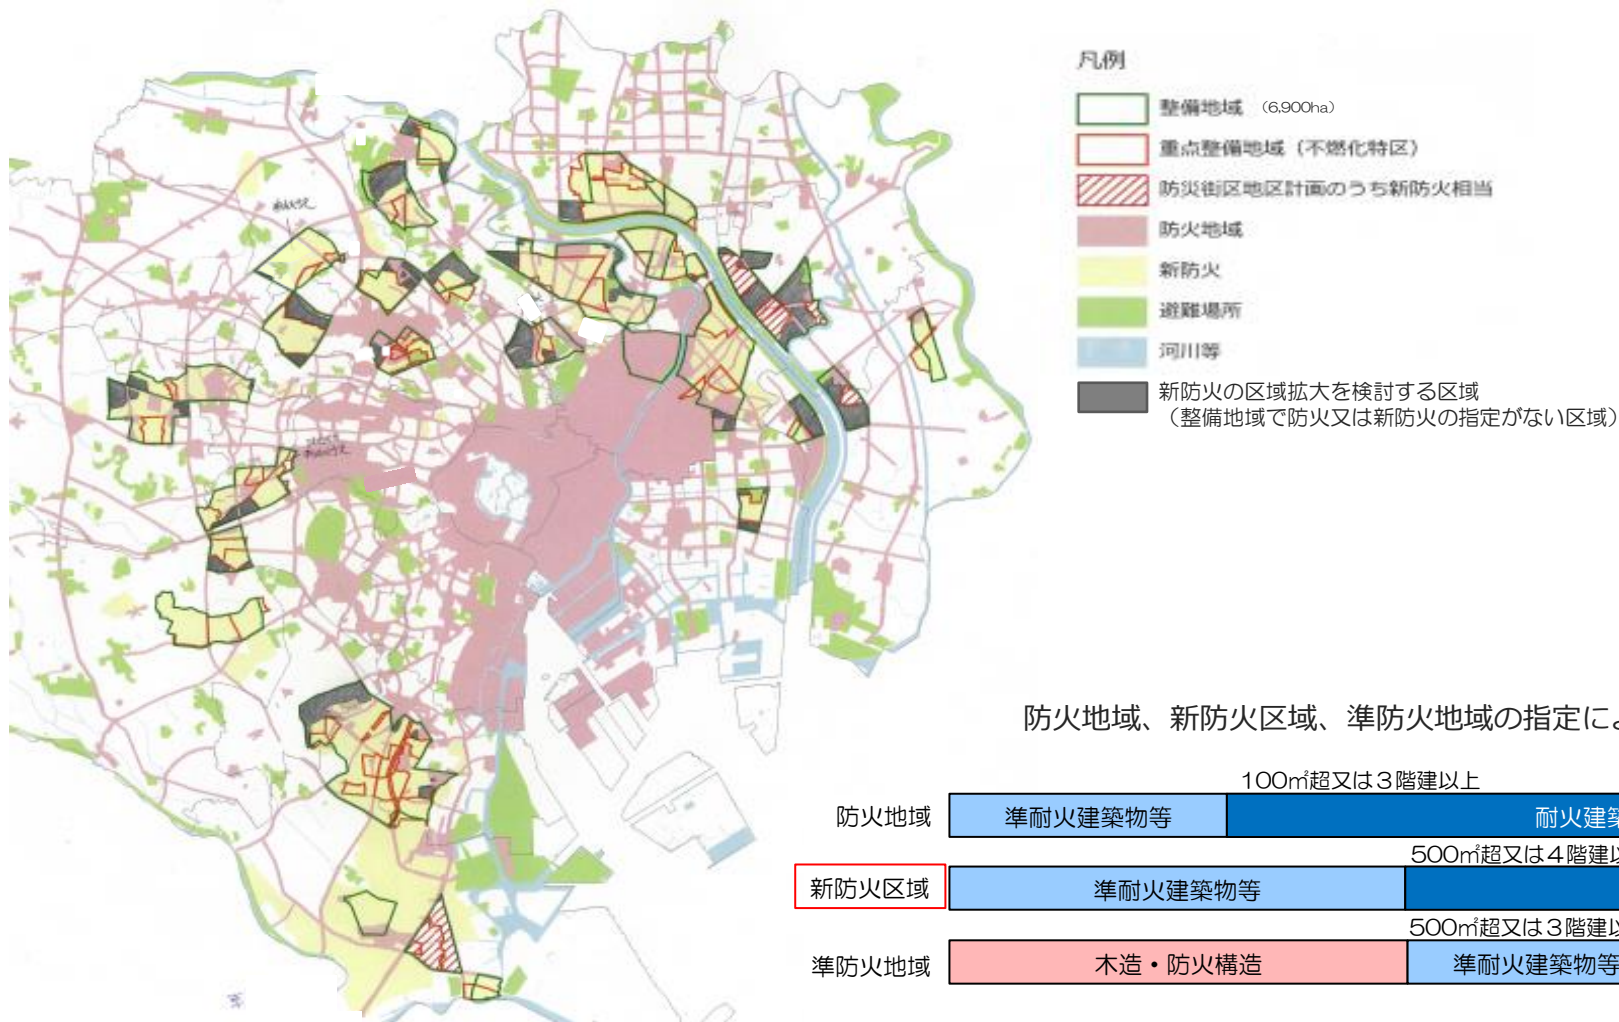 凡例
整備地域 （6,900ha）
重点整備地域（不燃化特区）
防災街区地区計画のうち新防火相当
防火地域
新防火
避難場所
河川等
新防火の区域拡大を検討する区域
（整備地域で防火又は新防火の指定がない区域）
防火地域、新防火区域、準防火地域の指定によ
100㎡超又は３階建以上
防火地域 準耐火建築物等 耐火建築
500㎡超又は４階建以
新防火区域 準耐火建築物等
500㎡超又は３階建以
準防火地域 木造・防火構造 準耐火建築物等